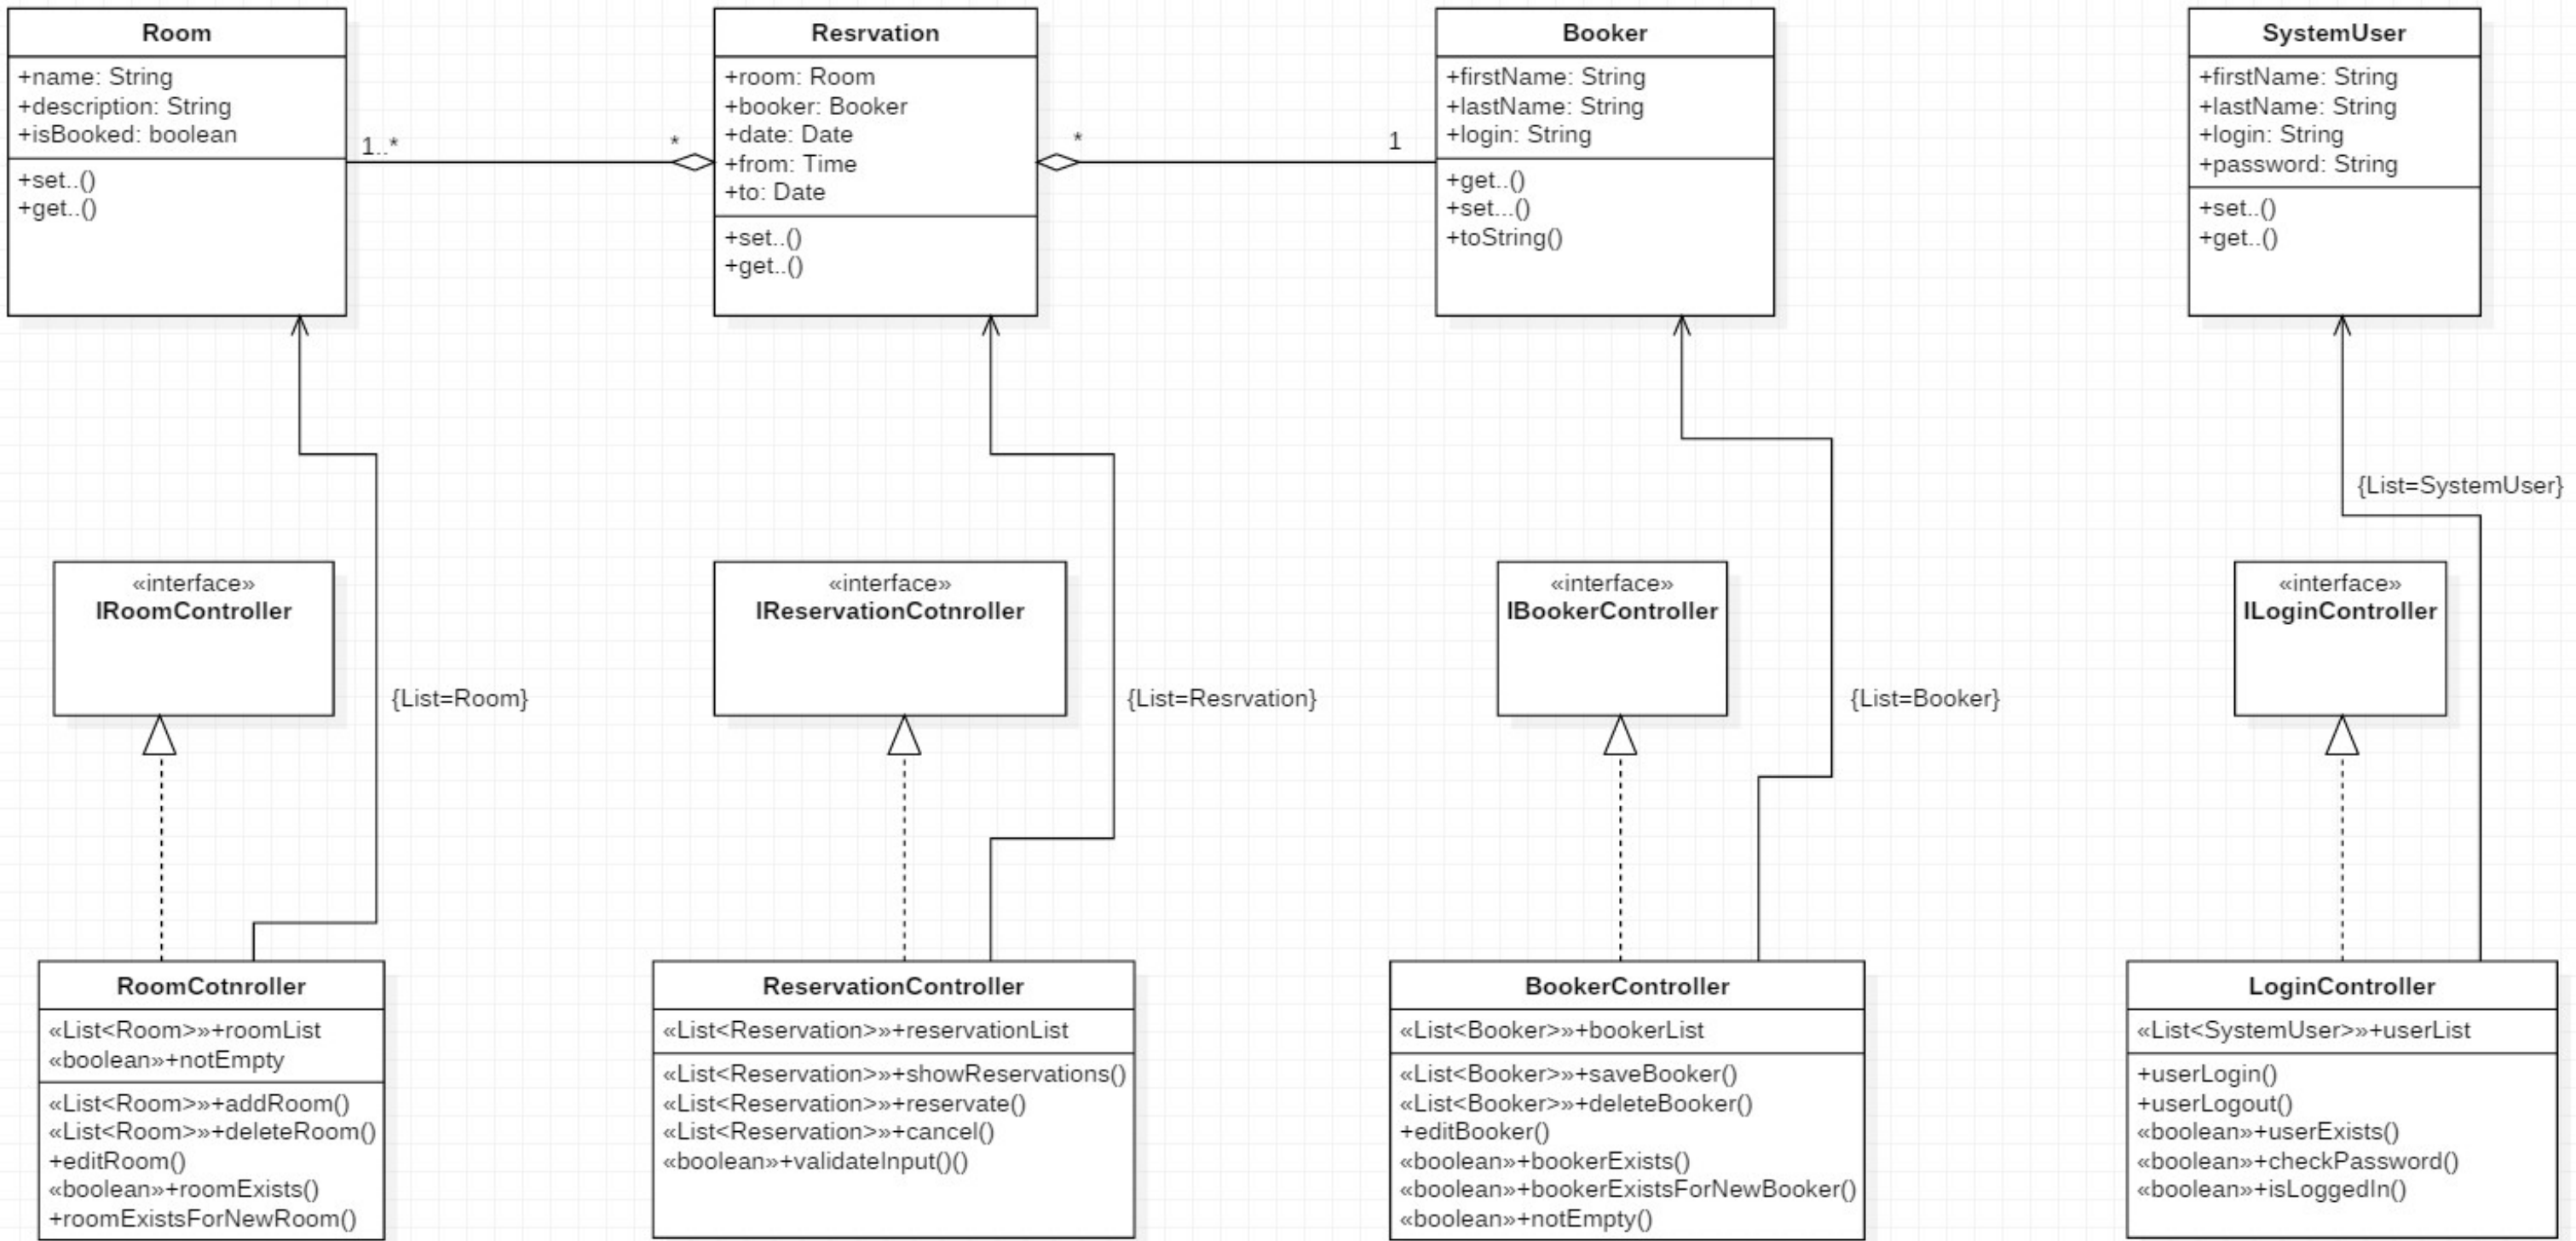 Room
+name: String
+description: String
+isBooked: boolean
+set..()
+get..()
1..*
*
Resrvation
+room: Room
+booker: Booker
+date: Date
+from: Time
+to: Date
+set..()
+get..()
*
1
Booker
+firstName: String
+lastName: String
+login: String
+get..()
+set...()
+toString()
SystemUser
+firstName: String
+lastName: String
+login: String
+password: String
+set..()
+get..()
{List=SystemUser}
«interface»
IRoomController
{List=Room}
«interface»
IReservationCotnroller
{List=Resrvation}
«interface»
IBookerController
{List=Booker}
«interface»
ILoginController
RoomCotnroller
«List<Room>»+roomList
«boolean»+notEmpty
«List<Room>»+addRoom()
«List<Room>»+deleteRoom()
+editRoom()
«boolean»+roomExists()
+roomExistsForNewRoom()
ReservationController
«List<Reservation>»+reservationList
«List<Reservation>»+showReservations()
«List<Reservation>»+reservate()
«List<Reservation>»+cancel()
«boolean»+validateInput()()
BookerController
«List<Booker>»+bookerList
«List<Booker>»+saveBooker()
«List<Booker>»+deleteBooker()
+editBooker()
«boolean»+bookerExists()
«boolean»+bookerExistsForNewBooker()
«boolean»+notEmpty()
LoginController
«List<SystemUser>»+userList
+userLogin()
+userLogout()
«boolean»+userExists()
«boolean»+checkPassword()
«boolean»+isLoggedIn()